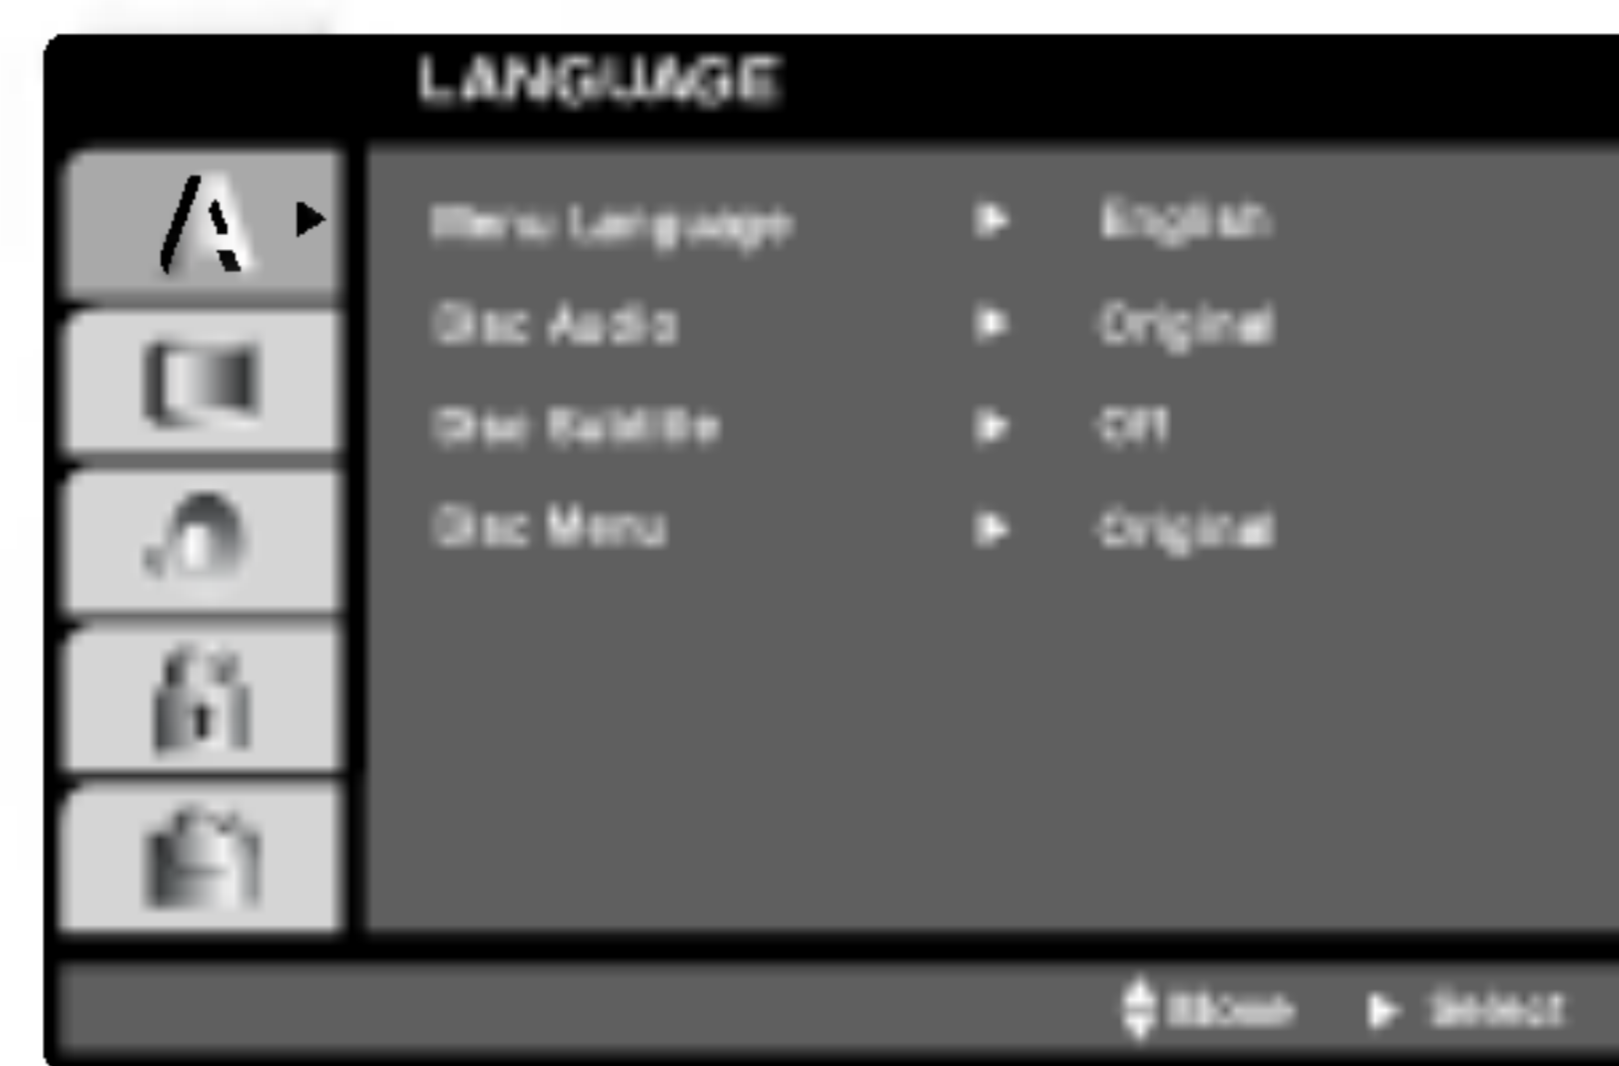 LANGUAGE
Menu Language ▶ English
Disc Audio ▶ Original
Disc Subtitle ▶ Off
Disc Menu ▶ Original
Move ▶ Select